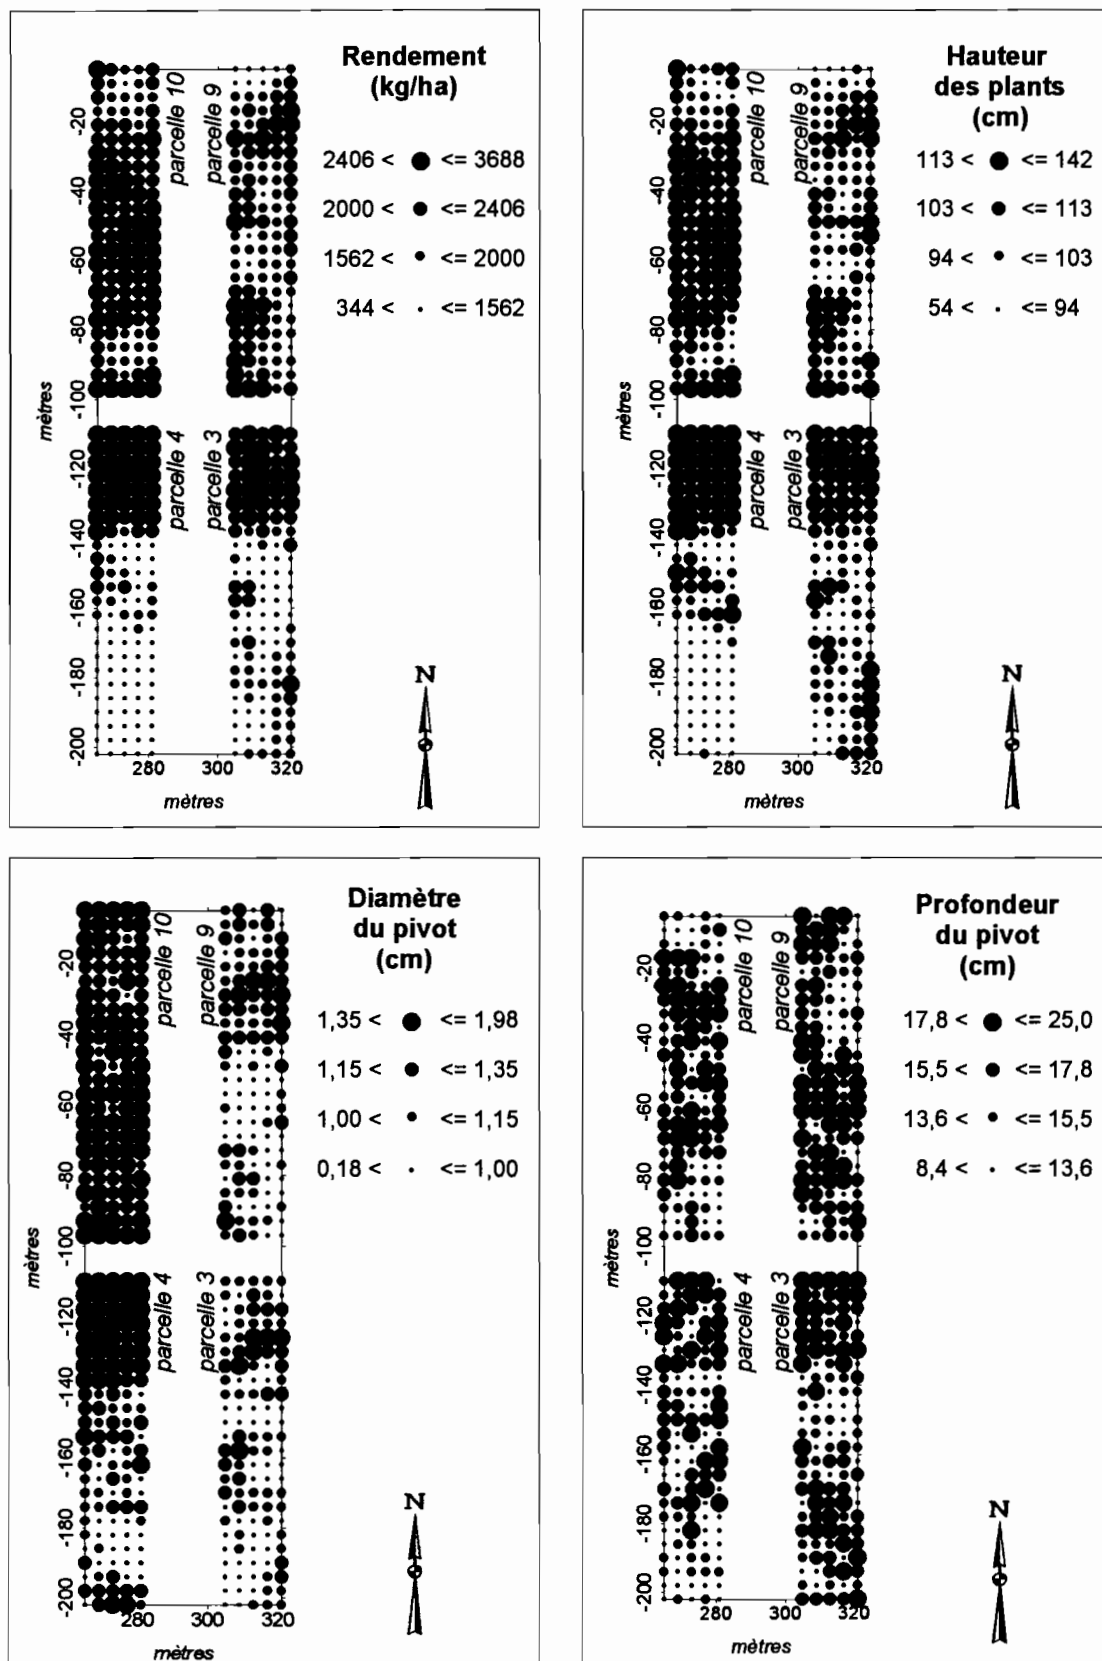 Rendement
(kg/ha)
2406 < <= 3688
2000 < <= 2406
1562 < <= 2000
344 < <= 1562
parcelle 10
parcelle 9
parcelle 4
parcelle 3
-20
-40
-60
-80
-100
-120
-140
-160
-180
-200
mètres
280 300 320
mètres
N
Hauteur
des plants
(cm)
113 < <= 142
103 < <= 113
94 < <= 103
54 < <= 94
parcelle 10
parcelle 9
parcelle 4
parcelle 3
-20
-40
-60
-80
-100
-120
-140
-160
-180
-200
mètres
280 300 320
mètres
N
Diamètre
du pivot
(cm)
1,35 < <= 1,98
1,15 < <= 1,35
1,00 < <= 1,15
0,18 < <= 1,00
parcelle 10
parcelle 9
parcelle 4
parcelle 3
-20
-40
-60
-80
-100
-120
-140
-160
-180
-200
mètres
280 300 320
mètres
N
Profondeur
du pivot
(cm)
17,8 < <= 25,0
15,5 < <= 17,8
13,6 < <= 15,5
8,4 < <= 13,6
parcelle 10
parcelle 9
parcelle 4
parcelle 3
-20
-40
-60
-80
-100
-120
-140
-160
-180
-200
mètres
280 300 320
mètres
N